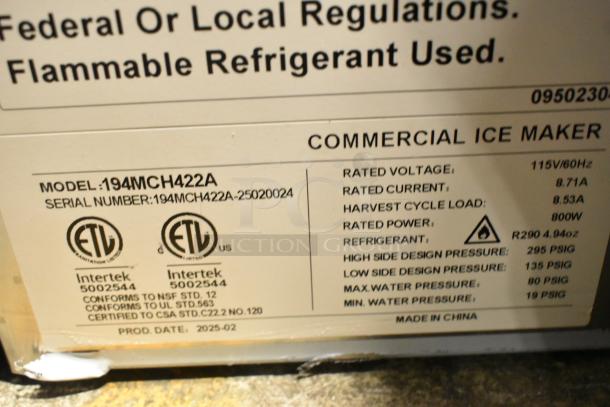 Federal Or Local Regulations.
Flammable Refrigerant Used.
0950230
COMMERCIAL ICE MAKER
MODEL:194MCH422A
SERIAL NUMBER:194MCH422A-25020024
ETL
SANITATION LISTED
Intertek
5002544
C
ETL
US
LISTED
Intertek
5002544
CONFORMS TO NSF STD. 12
CONFORMS TO UL STD.563
CERTIFIED TO CSA STD.C22.2 NO.120
PROD. DATE: 2025-02
RATED VOLTAGE: 115V/60Hz
RATED CURRENT: 8.71A
HARVEST CYCLE LOAD: 8.53A
RATED POWER: 800W
REFRIGERANT: R290 4.94oz
HIGH SIDE DESIGN PRESSURE: 295 PSIG
LOW SIDE DESIGN PRESSURE: 135 PSIG
MAX.WATER PRESSURE: 80 PSIG
MIN. WATER PRESSURE: 19 PSIG
MADE IN CHINA